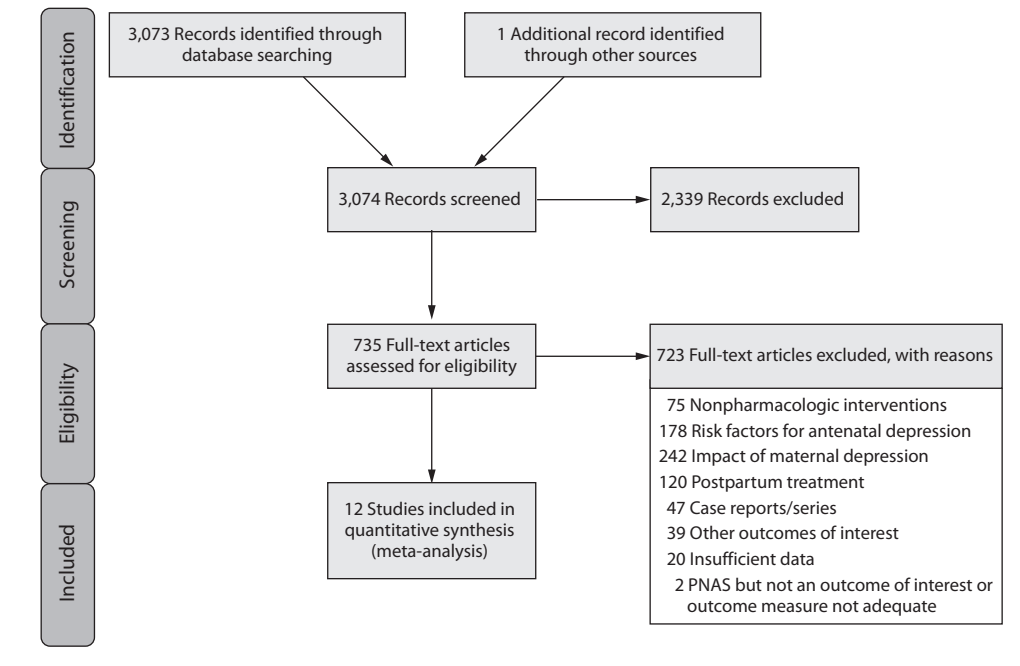 Identification
3,073 Records identified through
database searching
1 Additional record identified
through other sources
Screening
3,074 Records screened
2,339 Records excluded
Eligibility
735 Full-text articles
assessed for eligibility
723 Full-text articles excluded, with reasons
75 Nonpharmacologic interventions
178 Risk factors for antenatal depression
242 Impact of maternal depression
120 Postpartum treatment
47 Case reports/series
39 Other outcomes of interest
20 Insufficient data
2 PNAS but not an outcome of interest or
outcome measure not adequate
Included
12 Studies included in
quantitative synthesis
(meta-analysis)